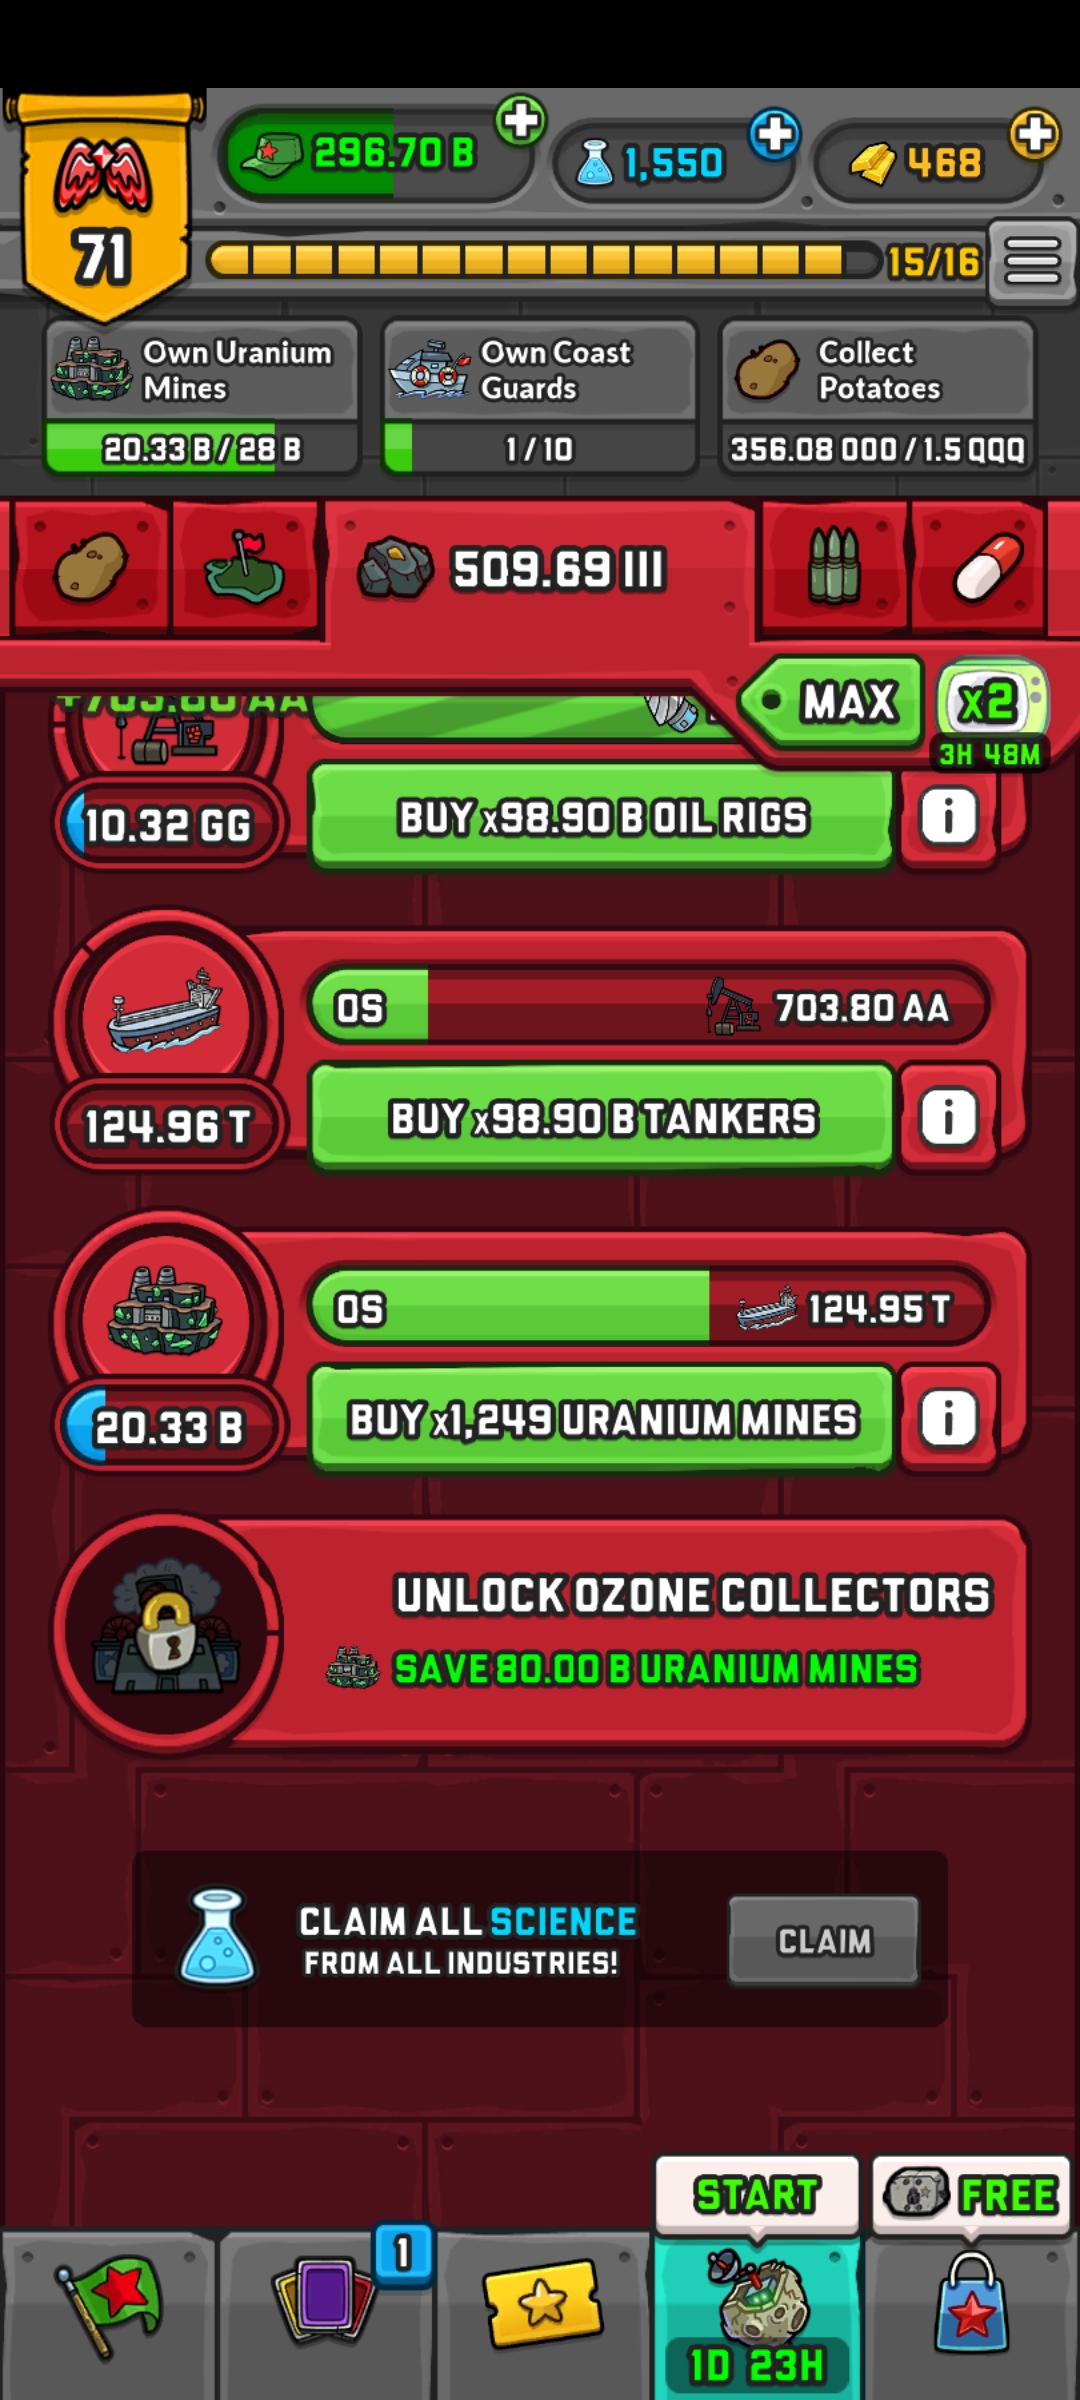 296.70 B
1,550
468
71
15/16
Own Uranium
Mines
20.33 B / 28 B
Own Coast
Guards
1 / 10
Collect
Potatoes
356.08 OOO / 1.5 QQQ
509.69 III
MAX
x2
3H 48M
+703.80 AA
10.32 GG
BUY x98.90 B OIL RIGS
i
0S
703.80 AA
124.96 T
BUY x98.90 B TANKERS
i
0S
124.95 T
20.33 B
BUY x1,249 URANIUM MINES
i
UNLOCK OZONE COLLECTORS
SAVE 80.00 B URANIUM MINES
CLAIM ALL SCIENCE
FROM ALL INDUSTRIES!
CLAIM
START
FREE
1
1D 23H